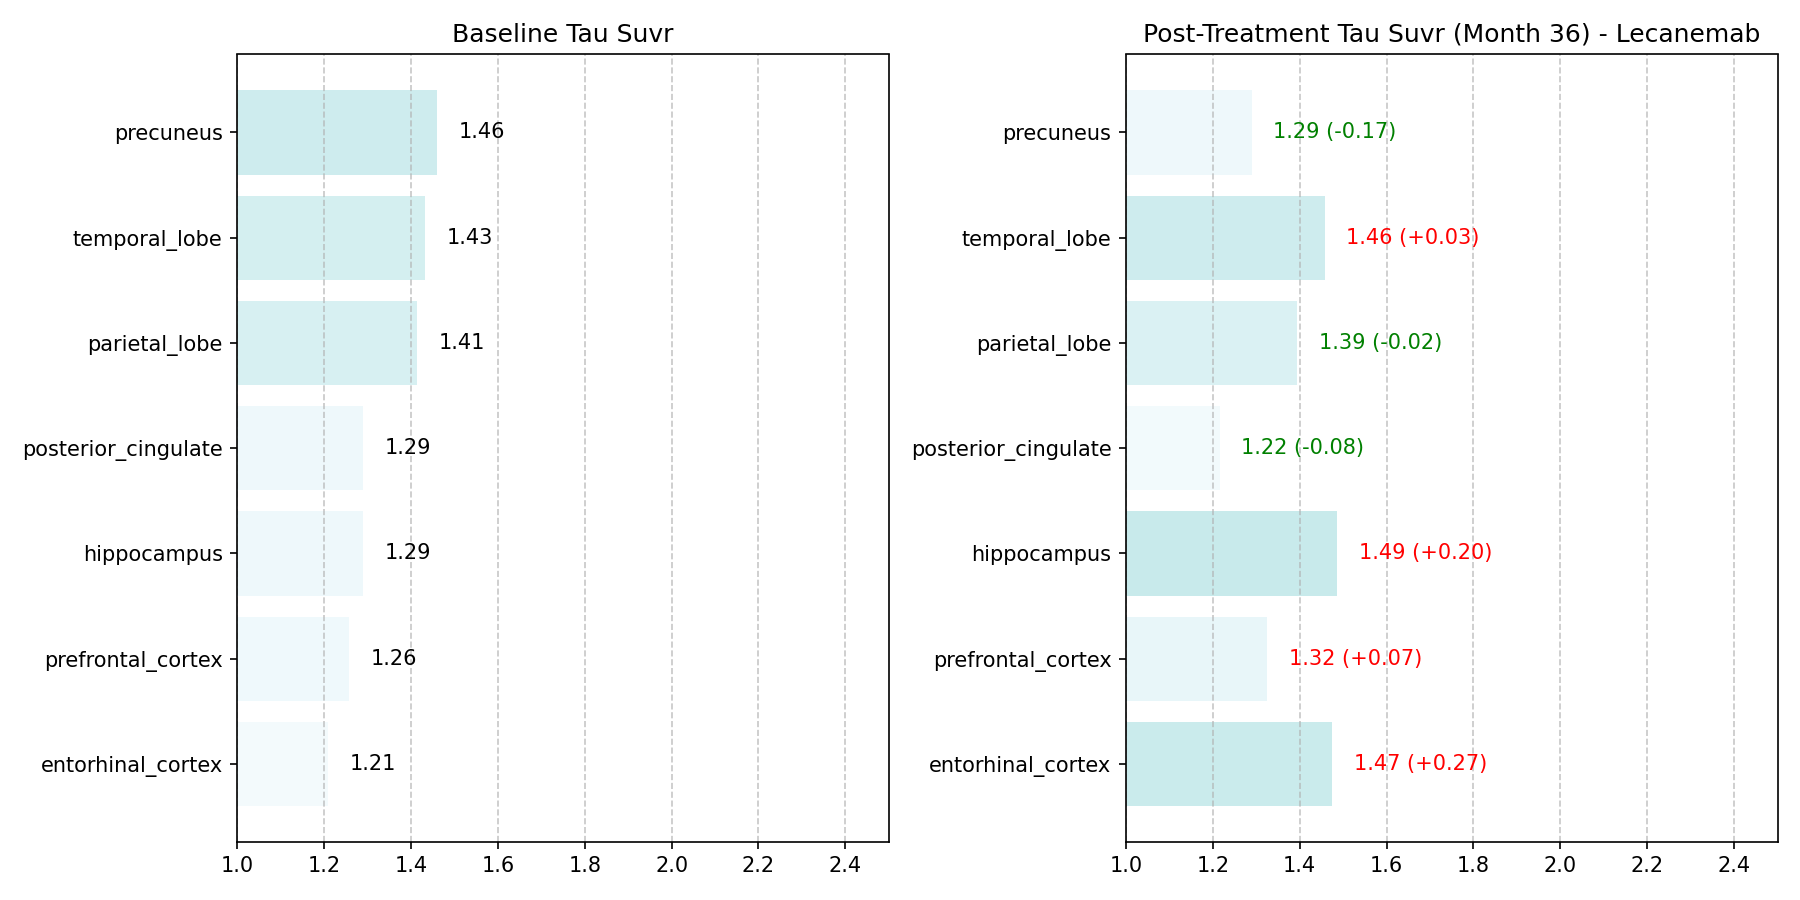 Baseline Tau Suvr
precuneus
1.46
temporal_lobe
1.43
parietal_lobe
1.41
posterior_cingulate
1.29
hippocampus
1.29
prefrontal_cortex
1.26
entorhinal_cortex
1.21
1.0 1.2 1.4 1.6 1.8 2.0 2.2 2.4
Post-Treatment Tau Suvr (Month 36) - Lecanemab
precuneus
1.29 (-0.17)
temporal_lobe
1.46 (+0.03)
parietal_lobe
1.39 (-0.02)
posterior_cingulate
1.22 (-0.08)
hippocampus
1.49 (+0.20)
prefrontal_cortex
1.32 (+0.07)
entorhinal_cortex
1.47 (+0.27)
1.0 1.2 1.4 1.6 1.8 2.0 2.2 2.4